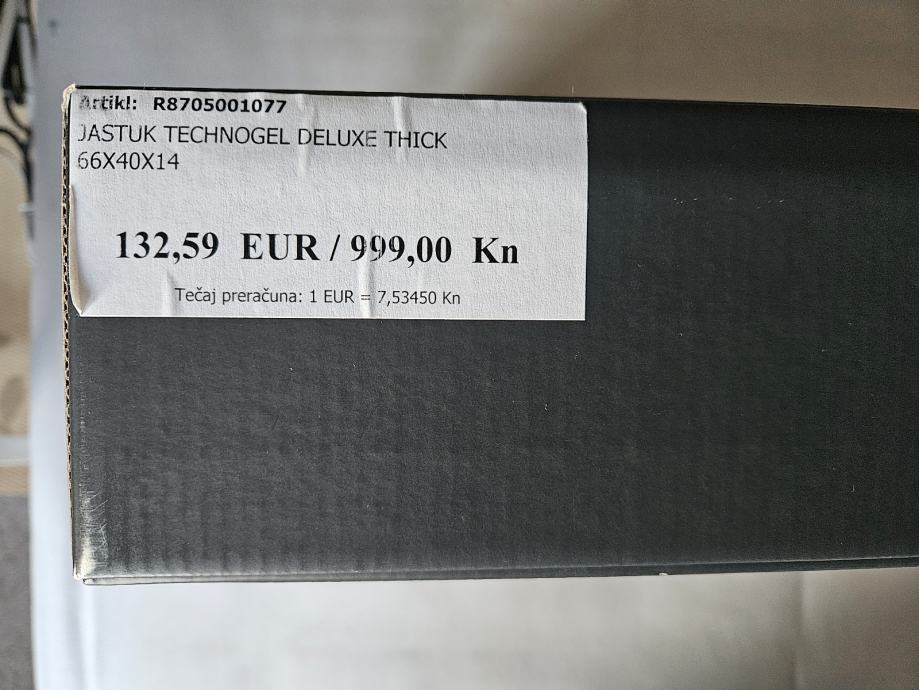 Artikl: R8705001077
JASTUK TECHNOGEL DELUXE THICK
66X40X14
132,59 EUR / 999,00 Kn
Tečaj preračuna: 1 EUR = 7,53450 Kn